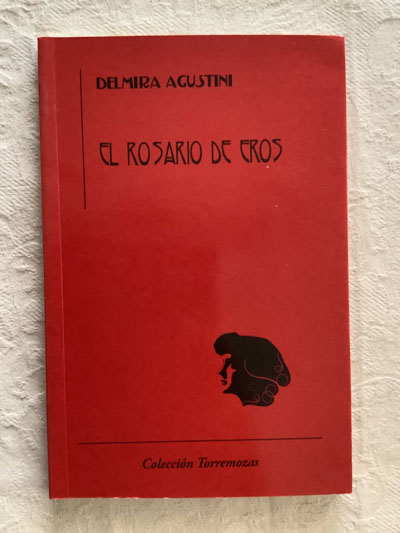 DELMIRA AGUSTINI
EL ROSARIO DE EROS
Colección Torremozas